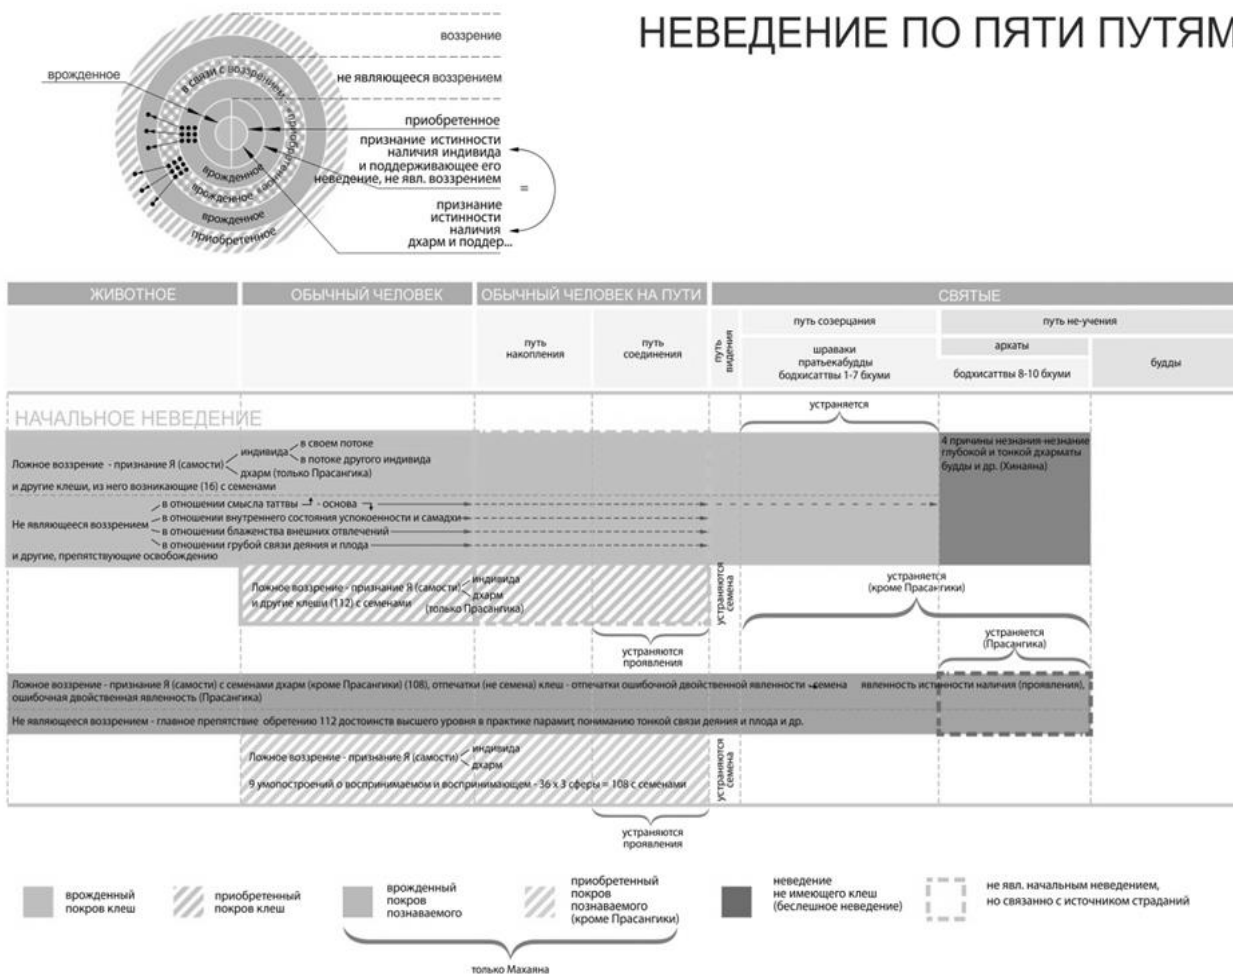 НЕВЕДЕНИЕ ПО ПЯТИ ПУТЯМ
воззрение
врожденное
не являющееся воззрением
в связи с воззрением
приобретенное
приобретенное
признание истинности
наличия индивида
и поддерживающее его
неведение, не явл. воззрением
=
признание
истинности
наличия
дхарм и поддер...
врожденное
врожденное
врожденное
приобретенное
ЖИВОТНОЕ
ОБЫЧНЫЙ ЧЕЛОВЕК
ОБЫЧНЫЙ ЧЕЛОВЕК НА ПУТИ
СВЯТЫЕ
путь
накопления
путь
соединения
путь
видения
путь созерцания
путь не-учения
шраваки
пратьекабудды
бодхисаттвы 1-7 бхуми
архаты
бодхисаттвы 8-10 бхуми
будды
НАЧАЛЬНОЕ НЕВЕДЕНИЕ
устраняется
Ложное воззрение - признание Я (самости)
индивида
в своем потоке
в потоке другого индивида
дхарм (только Прасангика)
и другие клеши, из него возникающие (16) с семенами
4 причины незнания-незнание
глубокой и тонкой дхарматы
будды и др. (Хинаяна)
Не являющееся воззрением
в отношении смысла таттвы
- основа
в отношении внутреннего состояния успокоенности и самадхи
в отношении блаженства внешних отвлечений
в отношении грубой связи деяния и плода
и другие, препятствующие освобождению
Ложное воззрение - признание Я (самости)
индивида
дхарм
(только Прасангика)
и другие клеши (112) с семенами
устраняются
проявления
устраняются
семена
устраняется
(кроме Прасангики)
устраняется
(Прасангика)
Ложное воззрение - признание Я (самости) с семенами дхарм (кроме Прасангики) (108), отпечатки (не семена) клеш - отпечатки ошибочной двойственной явленности семена явленность истинности наличия (проявления),
ошибочная двойственная явленность (Прасангика)
Не являющееся воззрением - главное препятствие обретению 112 достоинств высшего уровня в практике парамит, пониманию тонкой связи деяния и плода и др.
Ложное воззрение - признание Я (самости)
индивида
дхарм
9 умопостроений о воспринимаемом и воспринимающем - 36 x 3 сферы = 108 с семенами
устраняются
семена
устраняются
проявления
врожденный
покров клеш
приобретенный
покров клеш
врожденный
покров
познаваемого
приобретенный
покров
познаваемого
(кроме Прасангики)
неведение
не имеющего клеш
(беслешное неведение)
не явл. начальным неведением,
но связанно с источником страданий
только Махаяна